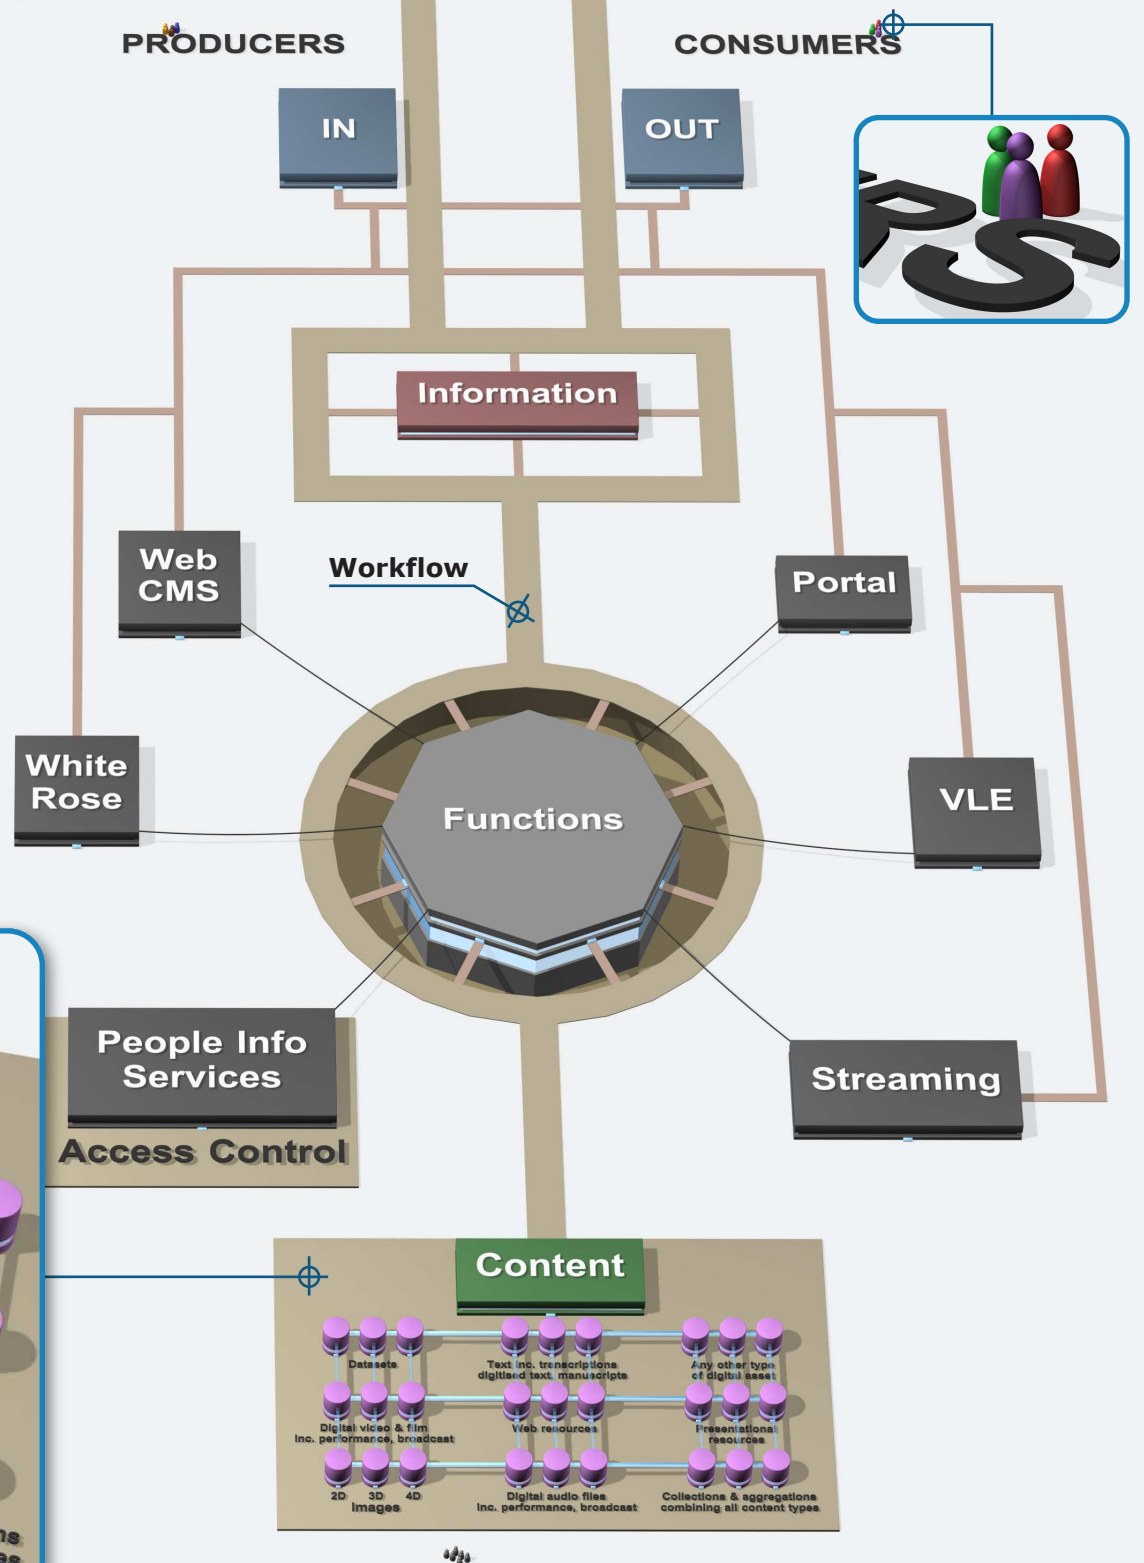 PRODUCERS
CONSUMERS
IN
OUT
RS
Information
Web
CMS
Workflow
Portal
White
Rose
Functions
VLE
People Info
Services
Access Control
Streaming
Content
Datasets
Text inc. transcriptions
digitised text, manuscripts
Any other type
of digital asset
Digital video & film
inc. performance, broadcast
Web resources
Presentational
resources
2D 3D 4D
Images
Digital audio files
inc. performance, broadcast
Collections & aggregations
combining all content types